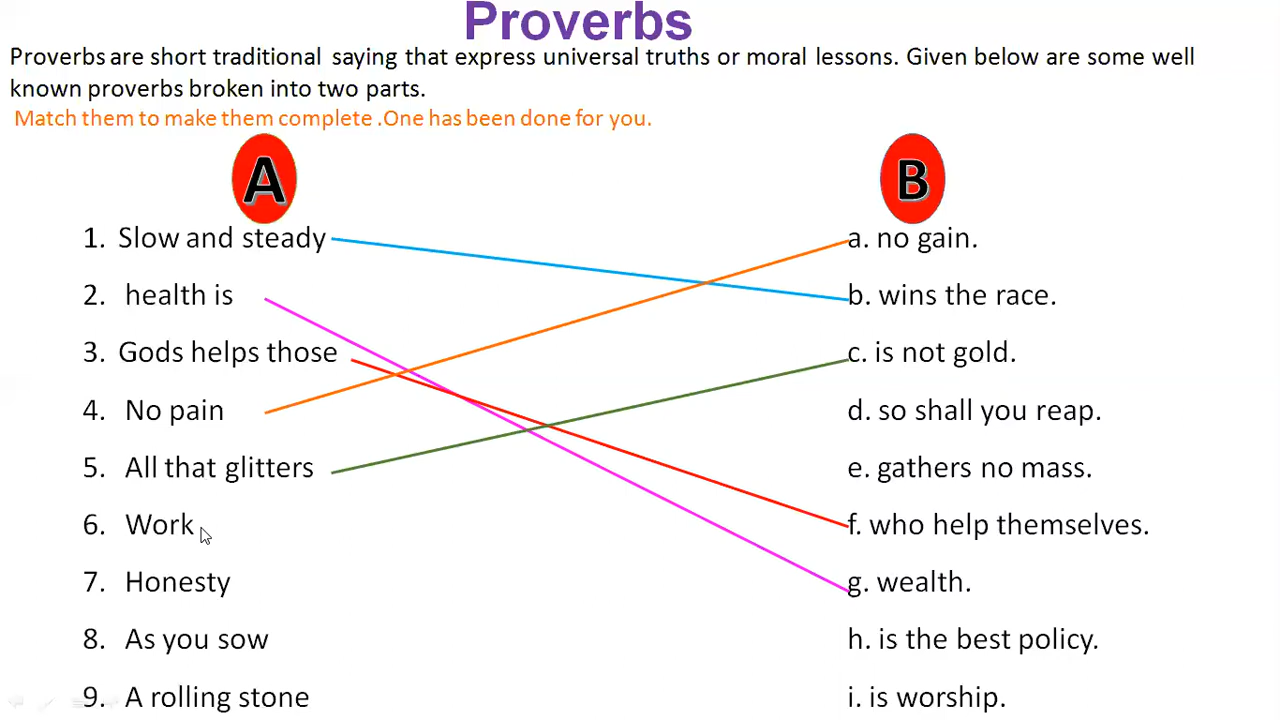 Proverbs
Proverbs are short traditional saying that express universal truths or moral lessons. Given below are some well
known proverbs broken into two parts.
Match them to make them complete .One has been done for you.
A
B
1. Slow and steady
a. no gain.
2. health is
b. wins the race.
3. Gods helps those
c. is not gold.
4. No pain
d. so shall you reap.
5. All that glitters
e. gathers no mass.
6. Work
f. who help themselves.
7. Honesty
g. wealth.
8. As you sow
h. is the best policy.
9. A rolling stone
i. is worship.